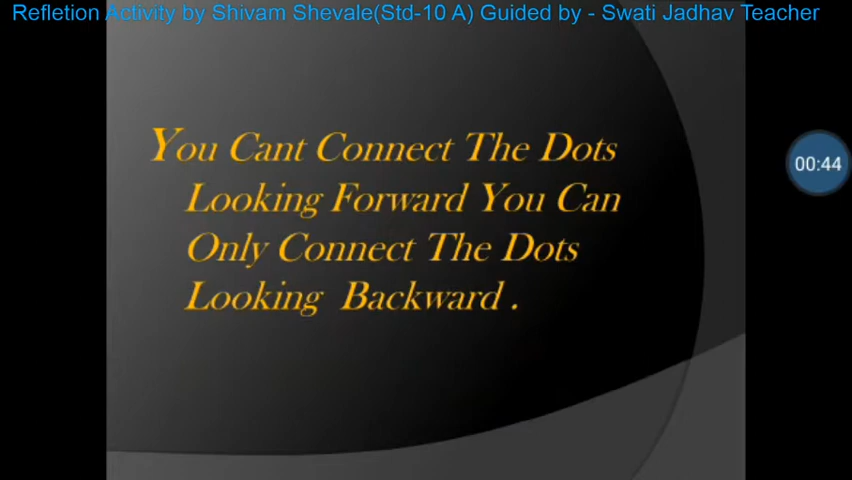 Refletion Activity by Shivam Shevale(Std-10 A) Guided by - Swati Jadhav Teacher
You Cant Connect The Dots
Looking Forward You Can
Only Connect The Dots
Looking Backward .
00:44